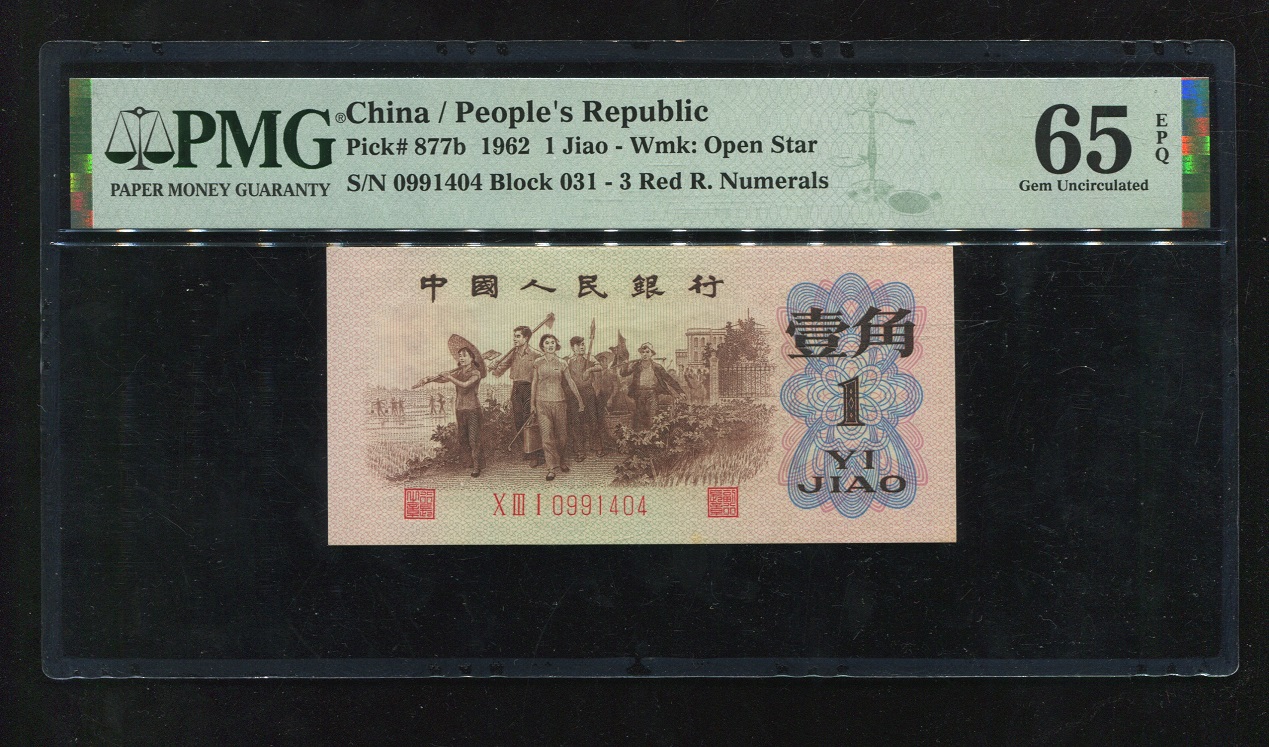 PMG®
PAPER MONEY GUARANTY
China / People's Republic
Pick# 877b 1962 1 Jiao - Wmk: Open Star
S/N 0991404 Block 031 - 3 Red R. Numerals
65 EPQ
Gem Uncirculated
中國人民銀行
壹角
1
YI
JIAO
X III I 0991404